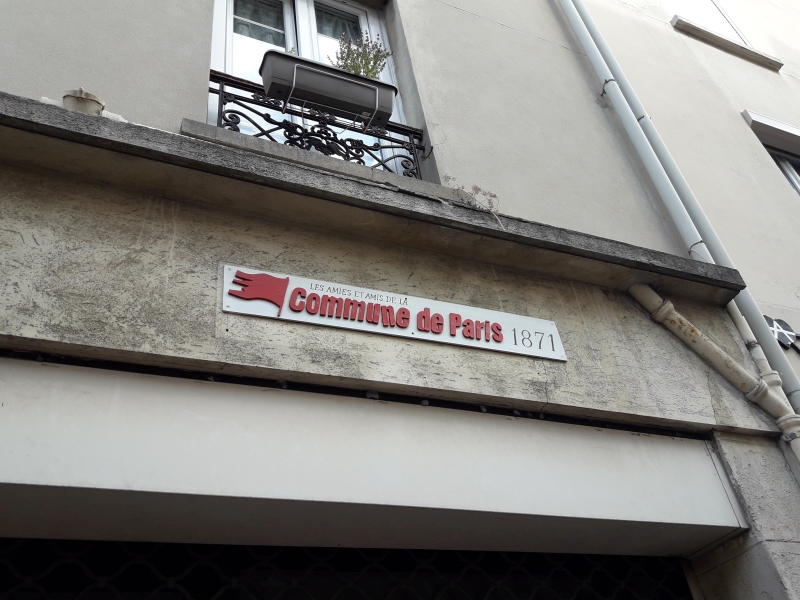 LES AMIES ET AMIS DE LA
Commune de Paris 1871